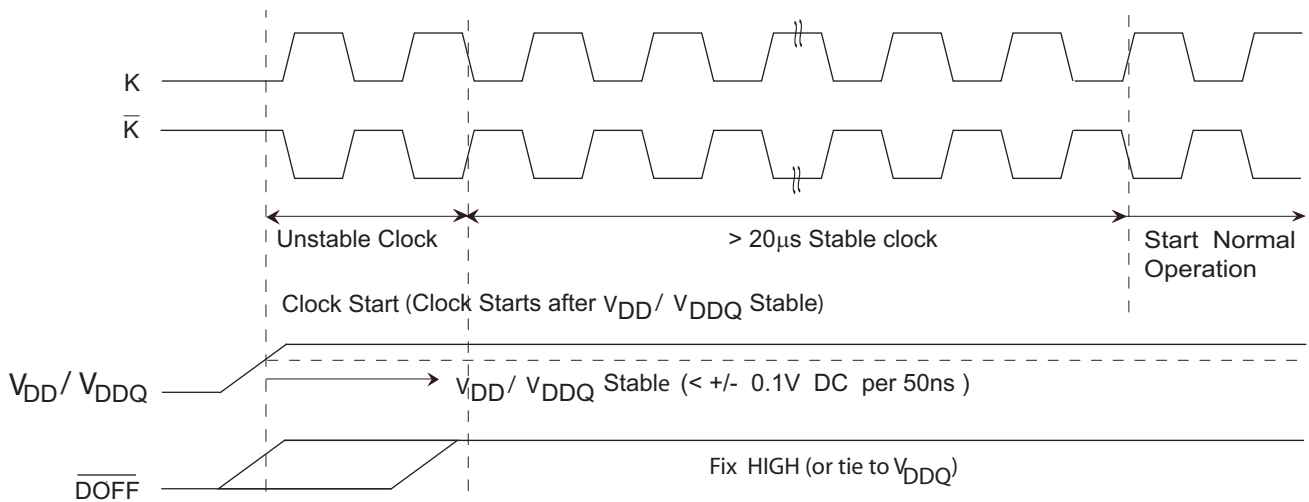 K
K̅
Unstable Clock
> 20μs Stable clock
Start Normal
Operation
Clock Start (Clock Starts after VDD / VDDQ Stable)
VDD / VDDQ
VDD / VDDQ Stable (< +/- 0.1V DC per 50ns )
Fix HIGH (or tie to VDDQ)
D̅O̅F̅F̅